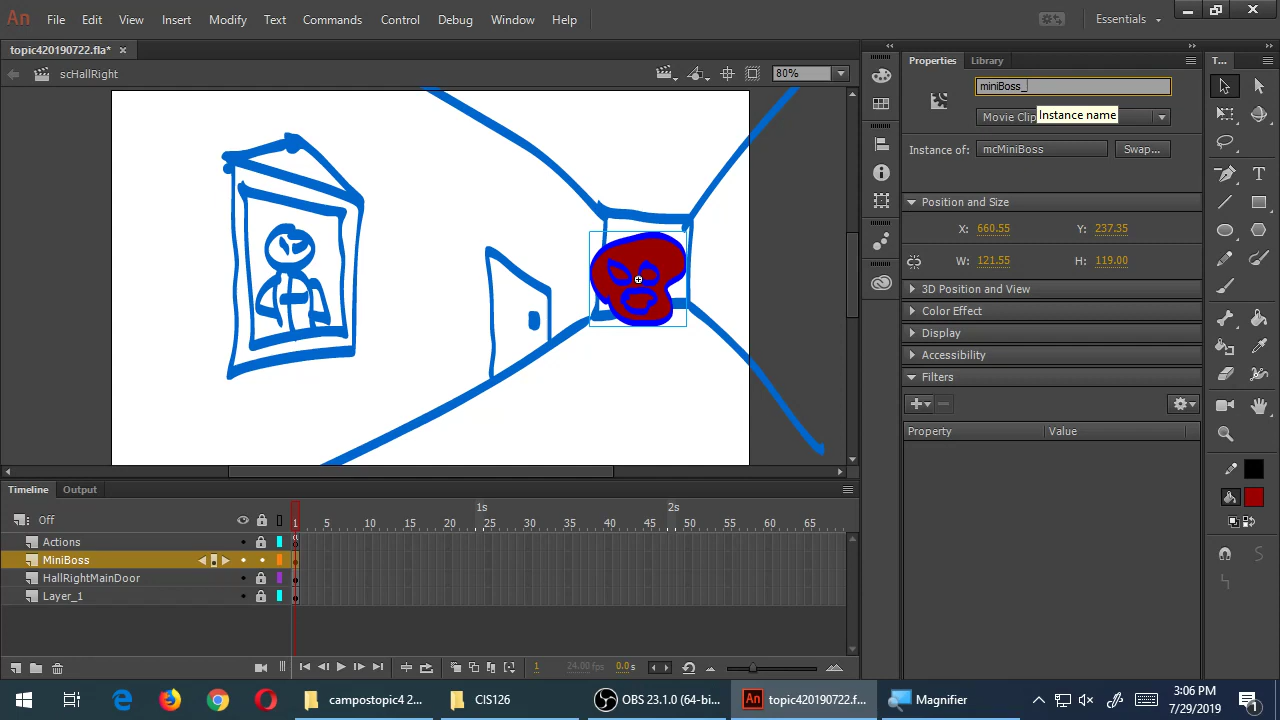 An File Edit View Insert Modify Text Commands Control Debug Window Help Essentials
topic420190722.fla* ×
scHallRight 80%
Properties Library T...
miniBoss_
Movie Clip
Instance name
Instance of: mcMiniBoss Swap...
Position and Size
X: 660.55 Y: 237.35
W: 121.55 H: 119.00
3D Position and View
Color Effect
Display
Accessibility
Filters
Property Value
Timeline Output
1s 2s
Off 1 5 10 15 20 25 30 35 40 45 50 55 60 65
Actions
MiniBoss
HallRightMainDoor
Layer_1
1 24.00 fps 0.0 s
campostopic4 2... CIS126 OBS 23.1.0 (64-bi... An topic420190722.f... Magnifier
3:06 PM
7/29/2019
1